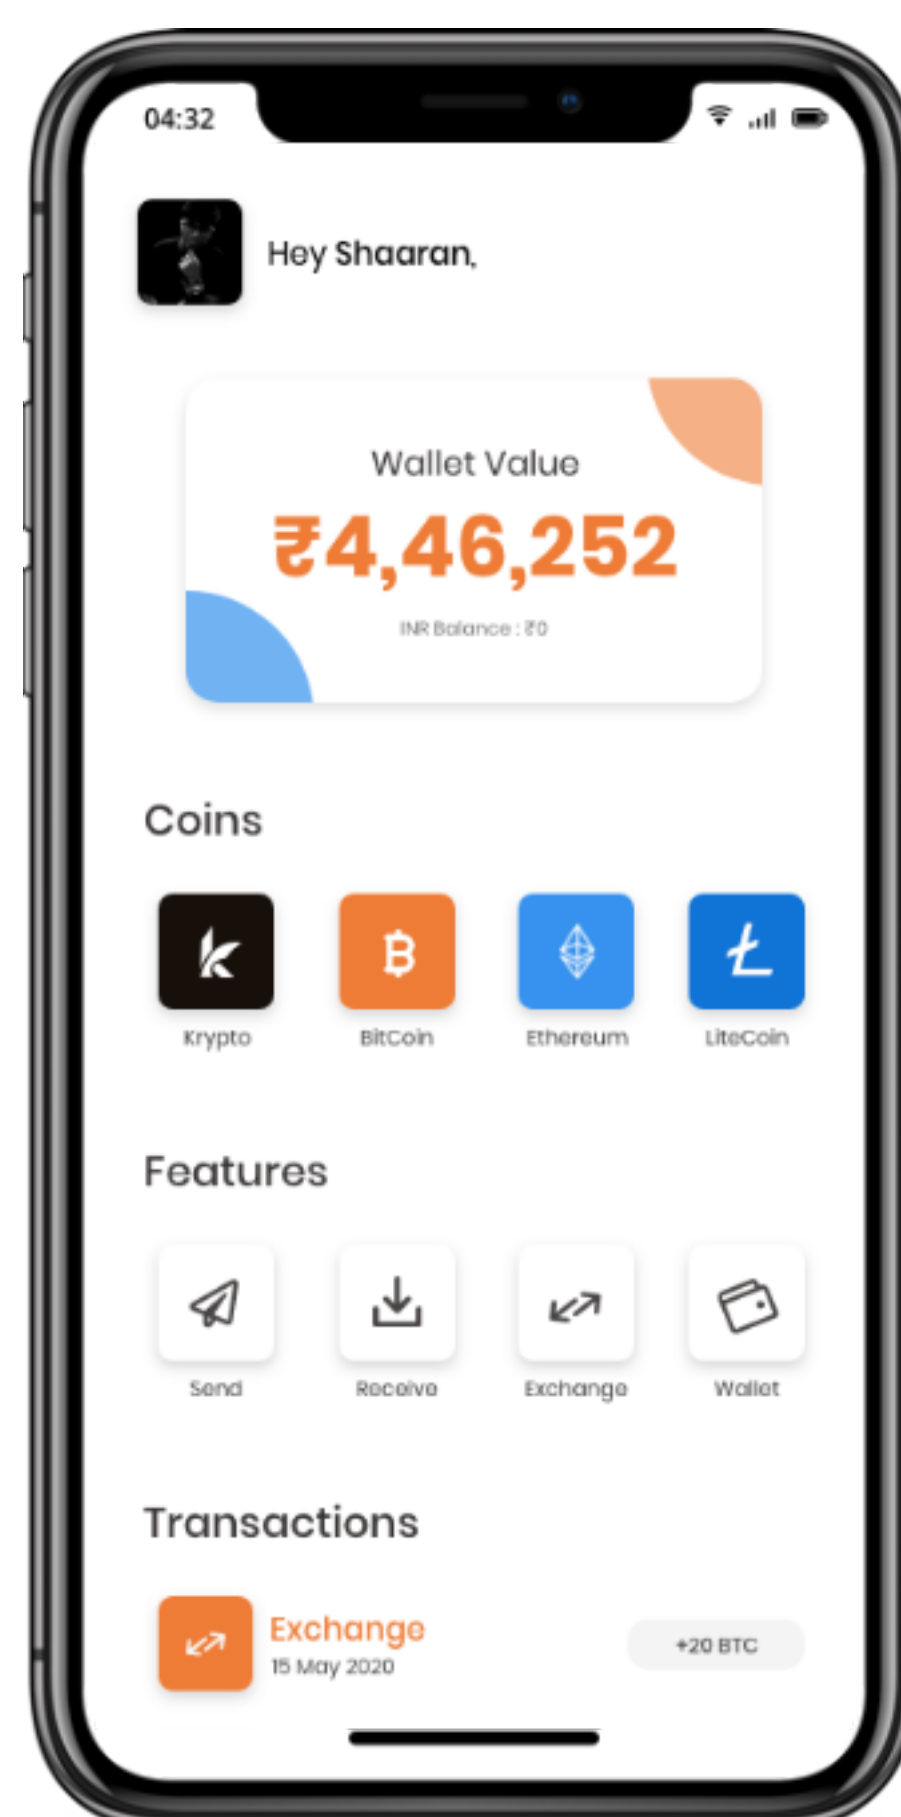 04:32
Hey Shaaran,
Wallet Value
₹4,46,252
INR Balance : ₹0
Coins
Krypto
BitCoin
Ethereum
LiteCoin
Features
Send
Receive
Exchange
Wallet
Transactions
Exchange
15 May 2020
+20 BTC